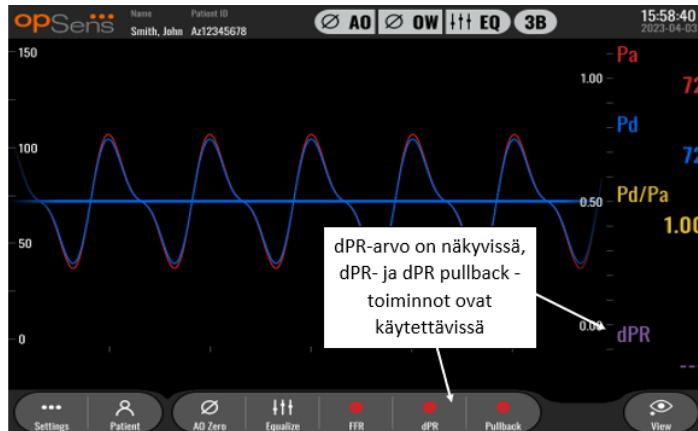 opSens
Name
Patient ID
Smith, John
Az12345678
AO
OW
EQ
3B
15:58:40
2023-04-03
150
100
50
0
1.00
0.50
0.00
Pa
72
Pd
72
Pd/Pa
1.00
dPR
---
dPR-arvo on näkyvissä,
dPR- ja dPR pullback -
toiminnot ovat
käytettävissä
Settings
Patient
AO Zero
Equalize
FFR
dPR
Pullback
View